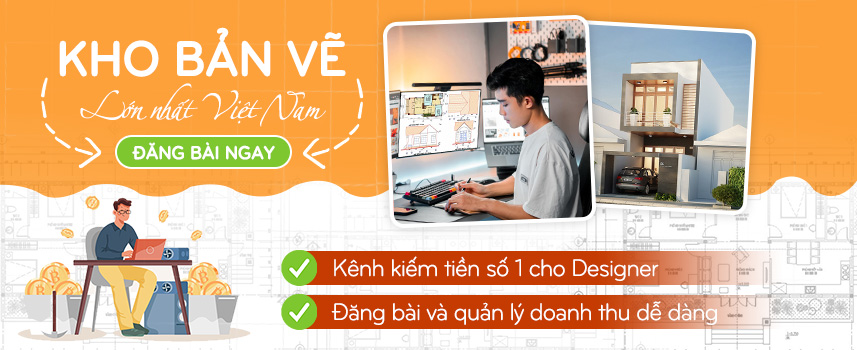 KHO BẢN VẼ
Lớn nhất Việt Nam
ĐĂNG BÀI NGAY
Kênh kiếm tiền số 1 cho Designer
Đăng bài và quản lý doanh thu dễ dàng